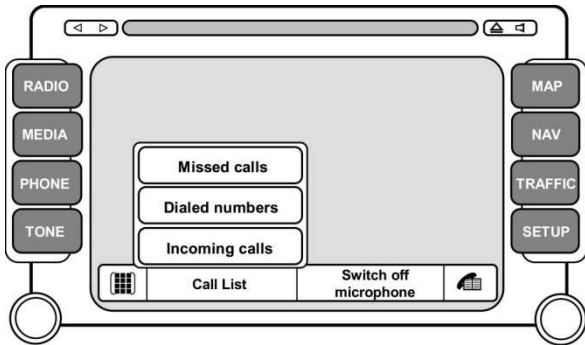 RADIO
MEDIA
PHONE
TONE
Missed calls
Dialed numbers
Incoming calls
Call List
Switch off
microphone
MAP
NAV
TRAFFIC
SETUP